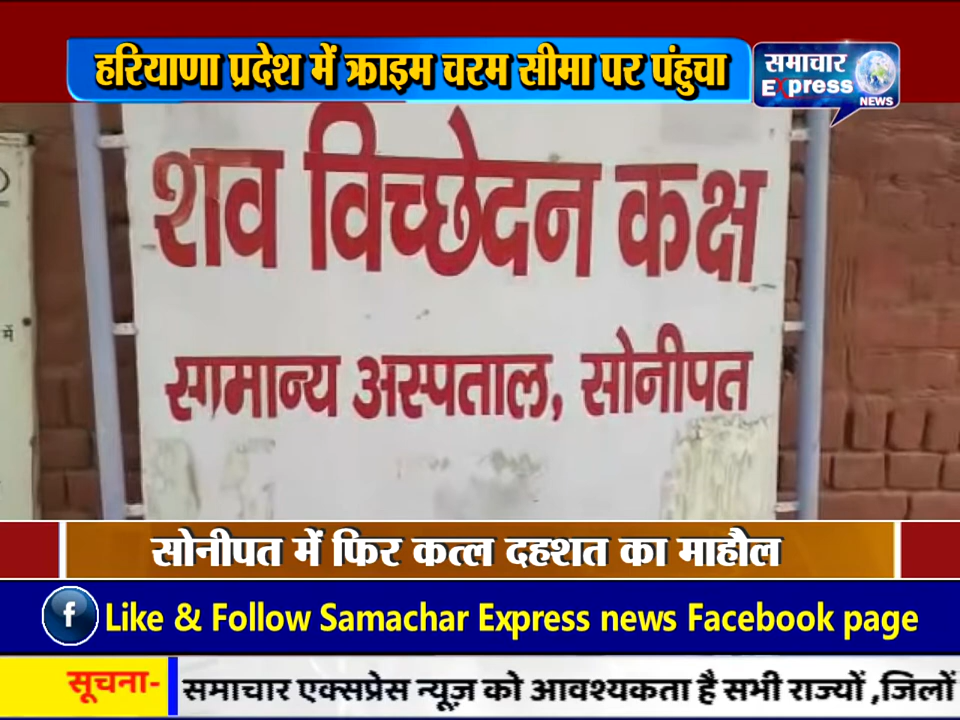 हरियाणा प्रदेश में क्राइम चरम सीमा पर पंहुचा
समाचार
Express
NEWS
शव विच्छेदन कक्ष
सामान्य अस्पताल, सोनीपत
में
सोनीपत में फिर कत्ल दहशत का माहौल
f Like & Follow Samachar Express news Facebook page
सूचना- समाचार एक्सप्रेस न्यूज़ को आवश्यकता है सभी राज्यों ,जिलों